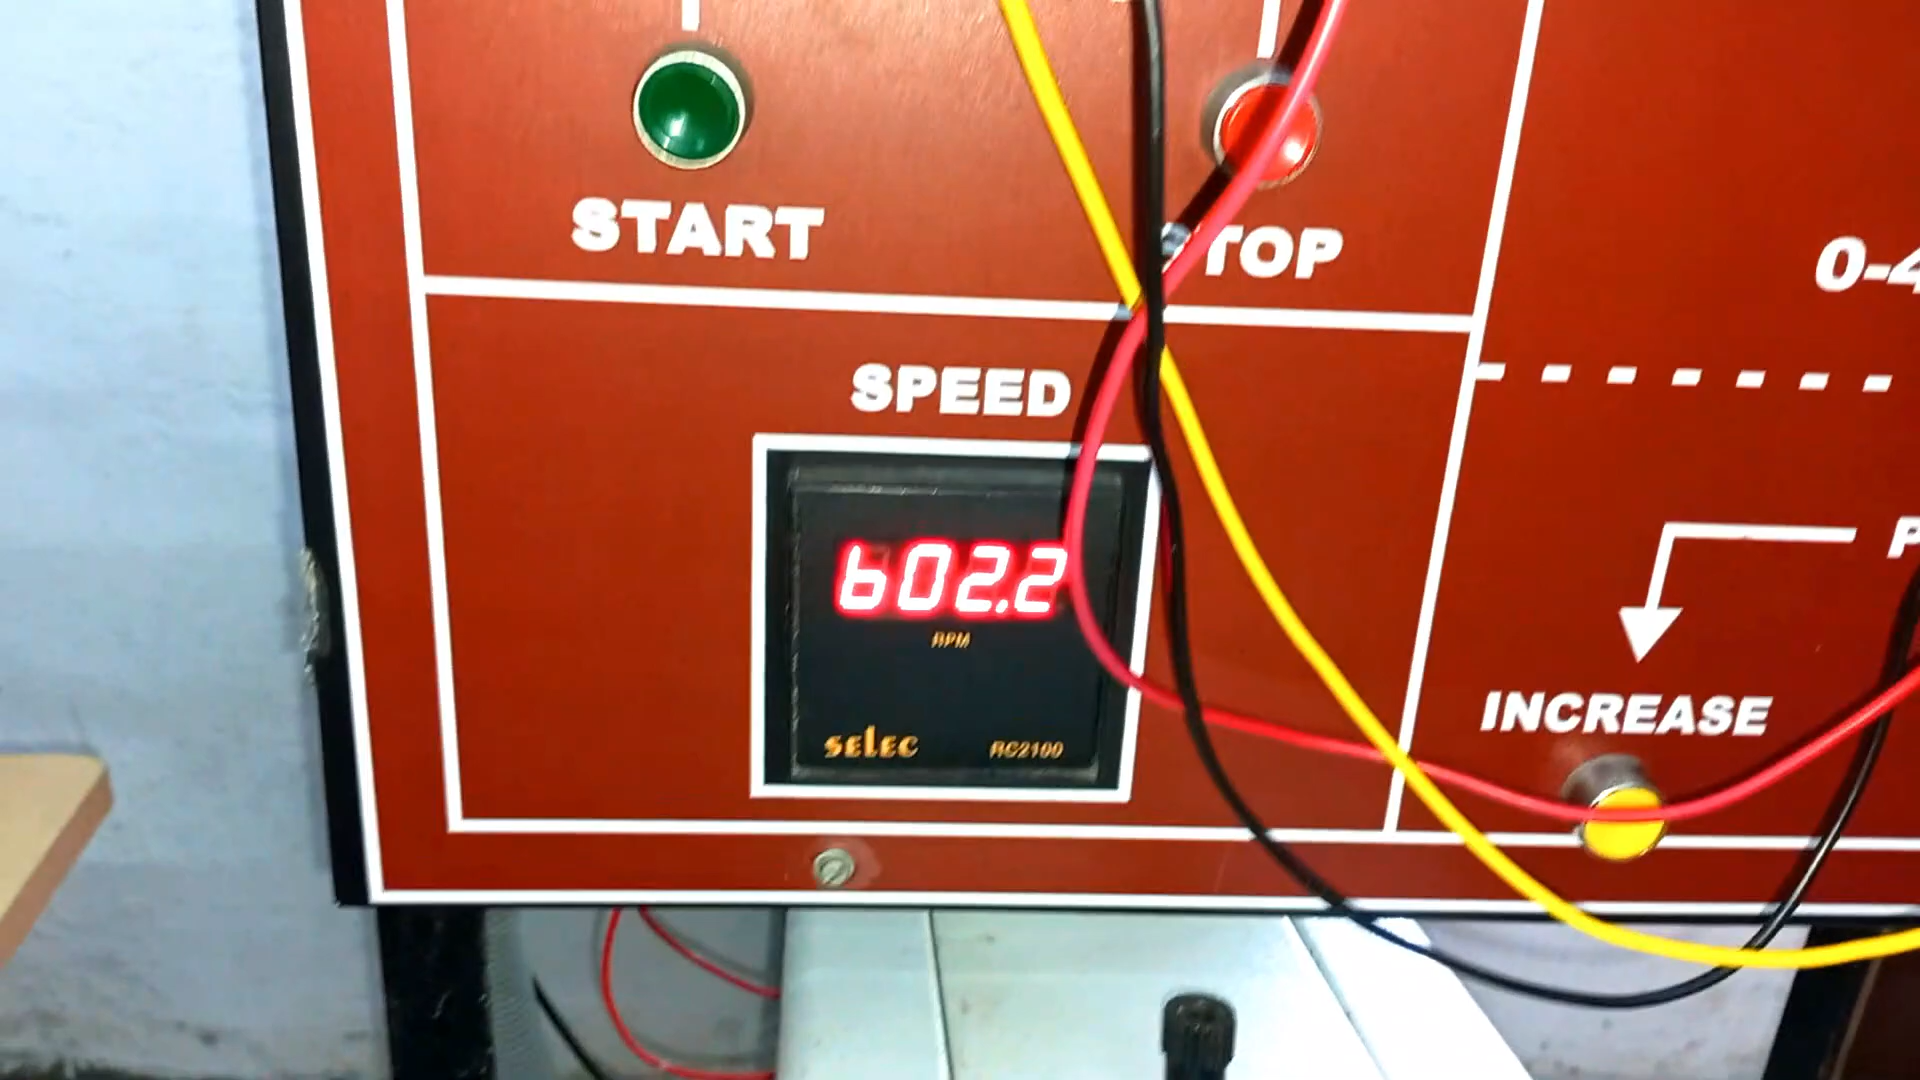 START
STOP
0-4
SPEED
602.2
RPM
selec RC2100
P
INCREASE